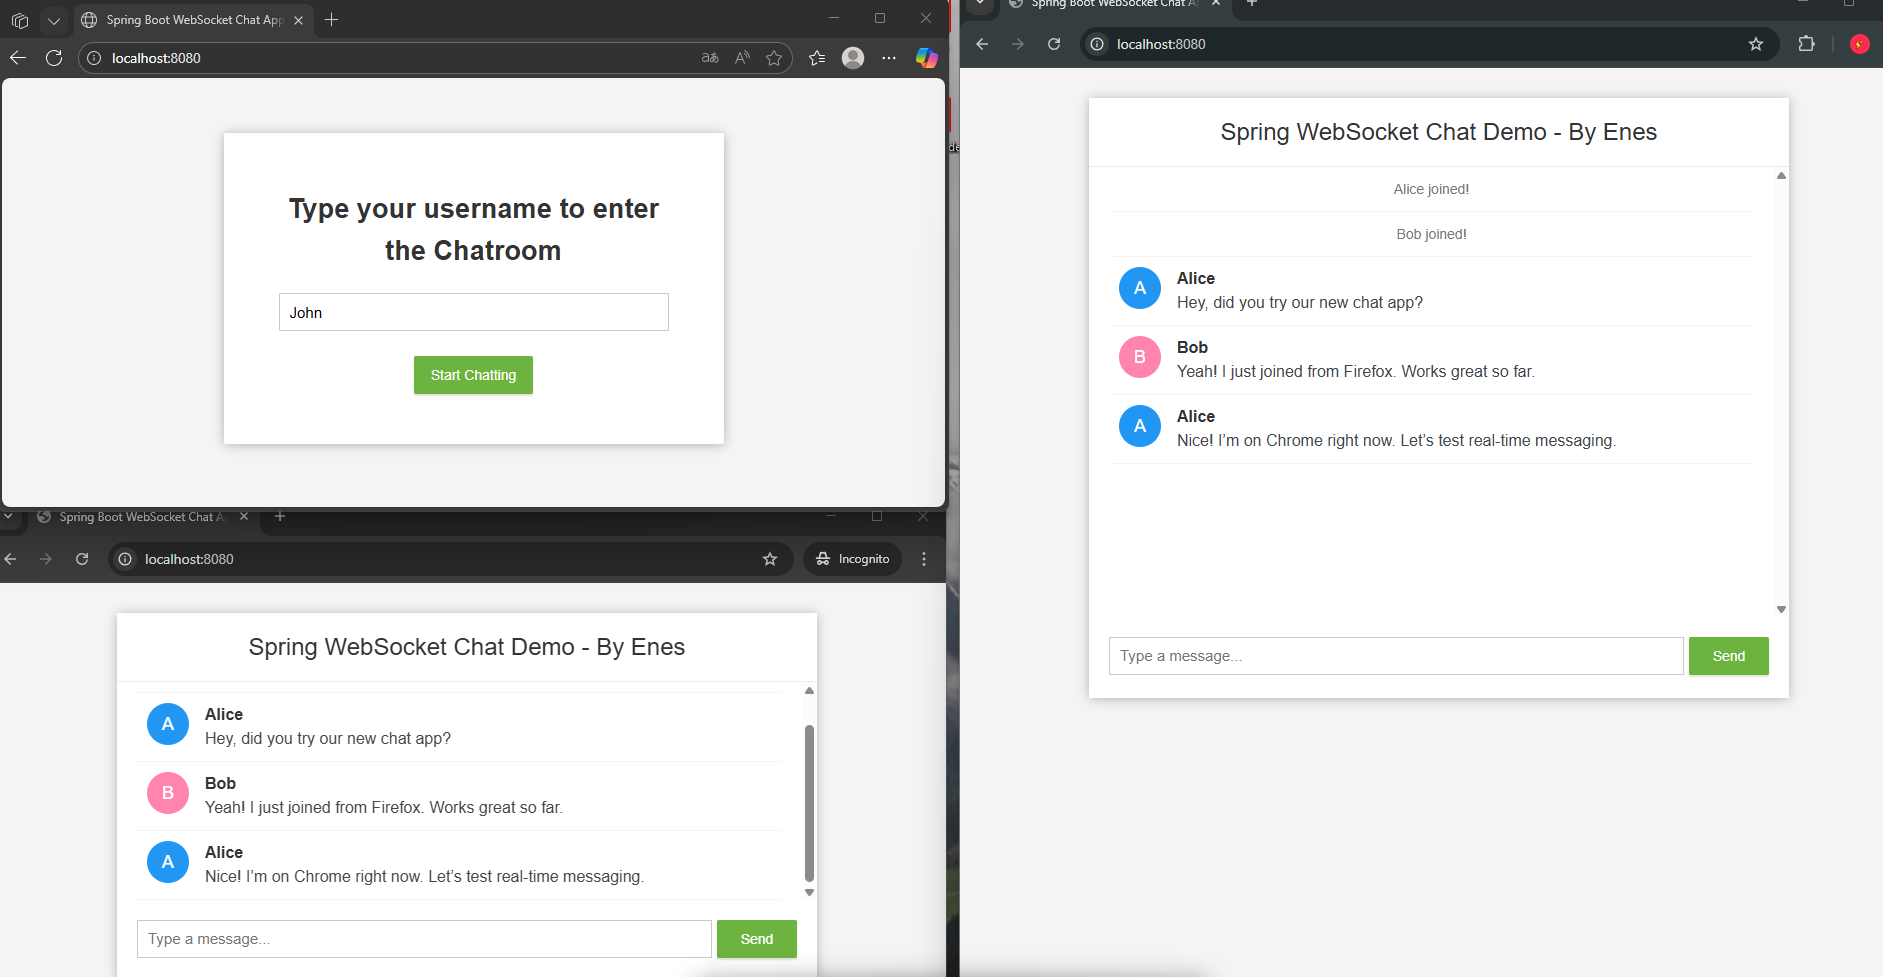 Spring Boot WebSocket Chat App
localhost:8080
Type your username to enter
the Chatroom
John
Start Chatting
Spring Boot WebSocket Chat A
localhost:8080
Incognito
Spring WebSocket Chat Demo - By Enes
A
Alice
Hey, did you try our new chat app?
B
Bob
Yeah! I just joined from Firefox. Works great so far.
A
Alice
Nice! I’m on Chrome right now. Let’s test real-time messaging.
Type a message...
Send
Spring Boot WebSocket Chat A
localhost:8080
Spring WebSocket Chat Demo - By Enes
Alice joined!
Bob joined!
A
Alice
Hey, did you try our new chat app?
B
Bob
Yeah! I just joined from Firefox. Works great so far.
A
Alice
Nice! I’m on Chrome right now. Let’s test real-time messaging.
Type a message...
Send